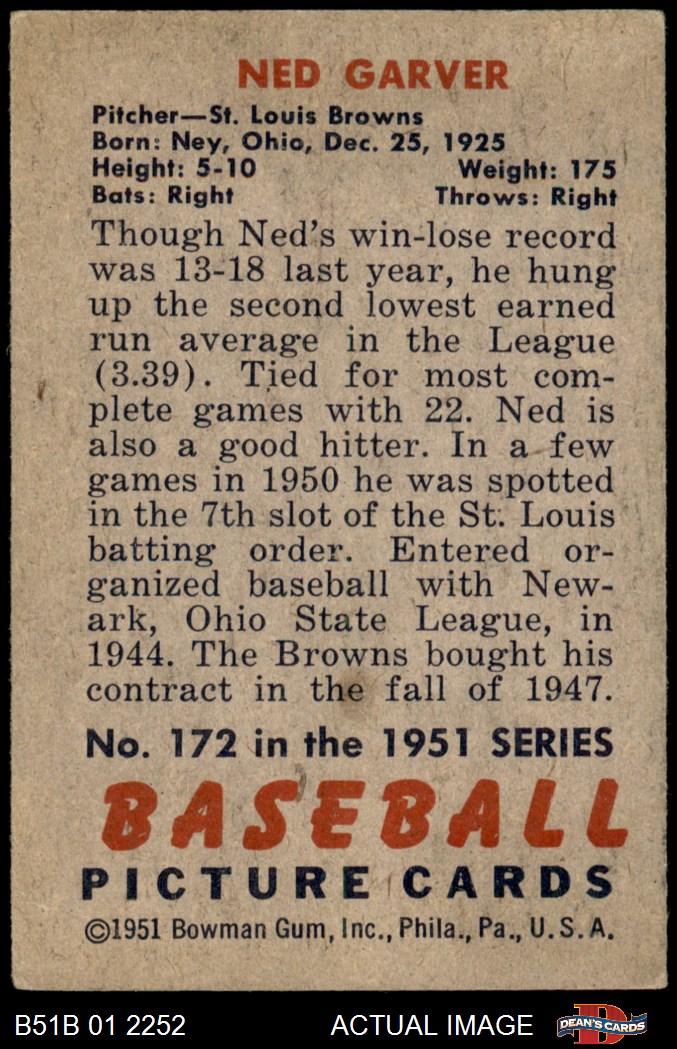 NED GARVER
Pitcher—St. Louis Browns
Born: Ney, Ohio, Dec. 25, 1925
Height: 5-10 Weight: 175
Bats: Right Throws: Right
Though Ned's win-lose record
was 13-18 last year, he hung
up the second lowest earned
run average in the League
(3.39). Tied for most com-
plete games with 22. Ned is
also a good hitter. In a few
games in 1950 he was spotted
in the 7th slot of the St. Louis
batting order. Entered or-
ganized baseball with New-
ark, Ohio State League, in
1944. The Browns bought his
contract in the fall of 1947.
No. 172 in the 1951 SERIES
BASEBALL
PICTURE CARDS
©1951 Bowman Gum, Inc., Phila., Pa., U.S.A.
B51B 01 2252 ACTUAL IMAGE D DEAN'S CARDS